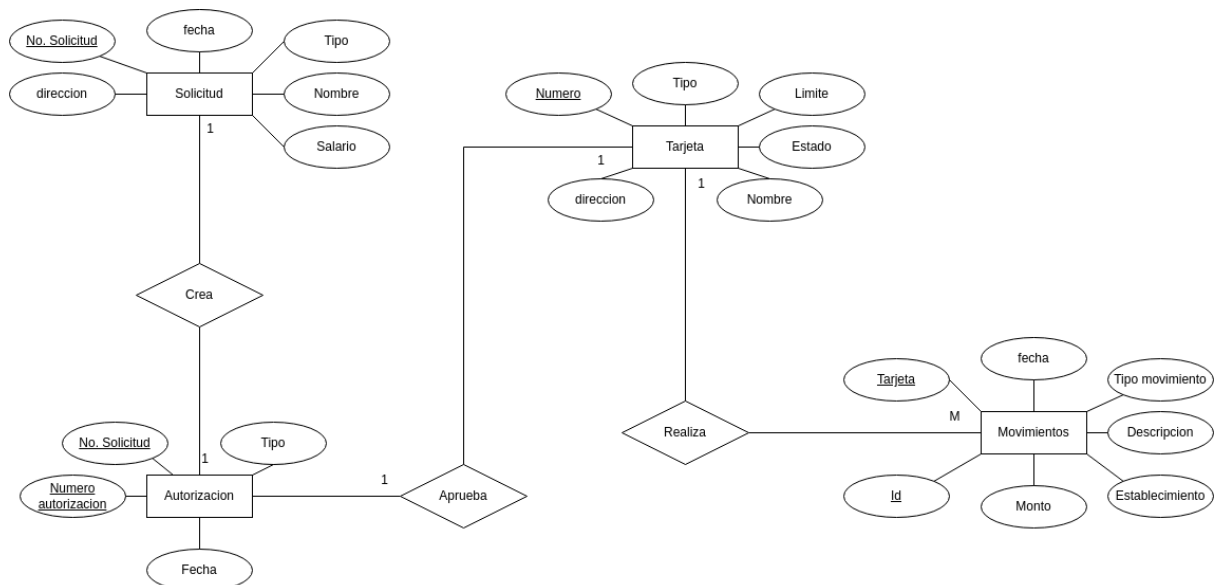 fecha
No. Solicitud
Tipo
direccion
Solicitud
Nombre
1
Salario
Crea
No. Solicitud
Tipo
1
Numero
autorizacion
Autorizacion
1
Aprueba
Fecha
Tipo
Numero
Limite
Tarjeta
Estado
1
1
direccion
Nombre
Realiza
M
fecha
Tarjeta
Tipo movimiento
Movimientos
Descripcion
Id
Monto
Establecimiento